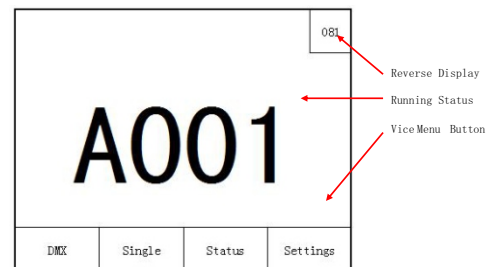 081
Reverse Display
Running Status
Vice Menu Button
A001
DMX Single Status Settings